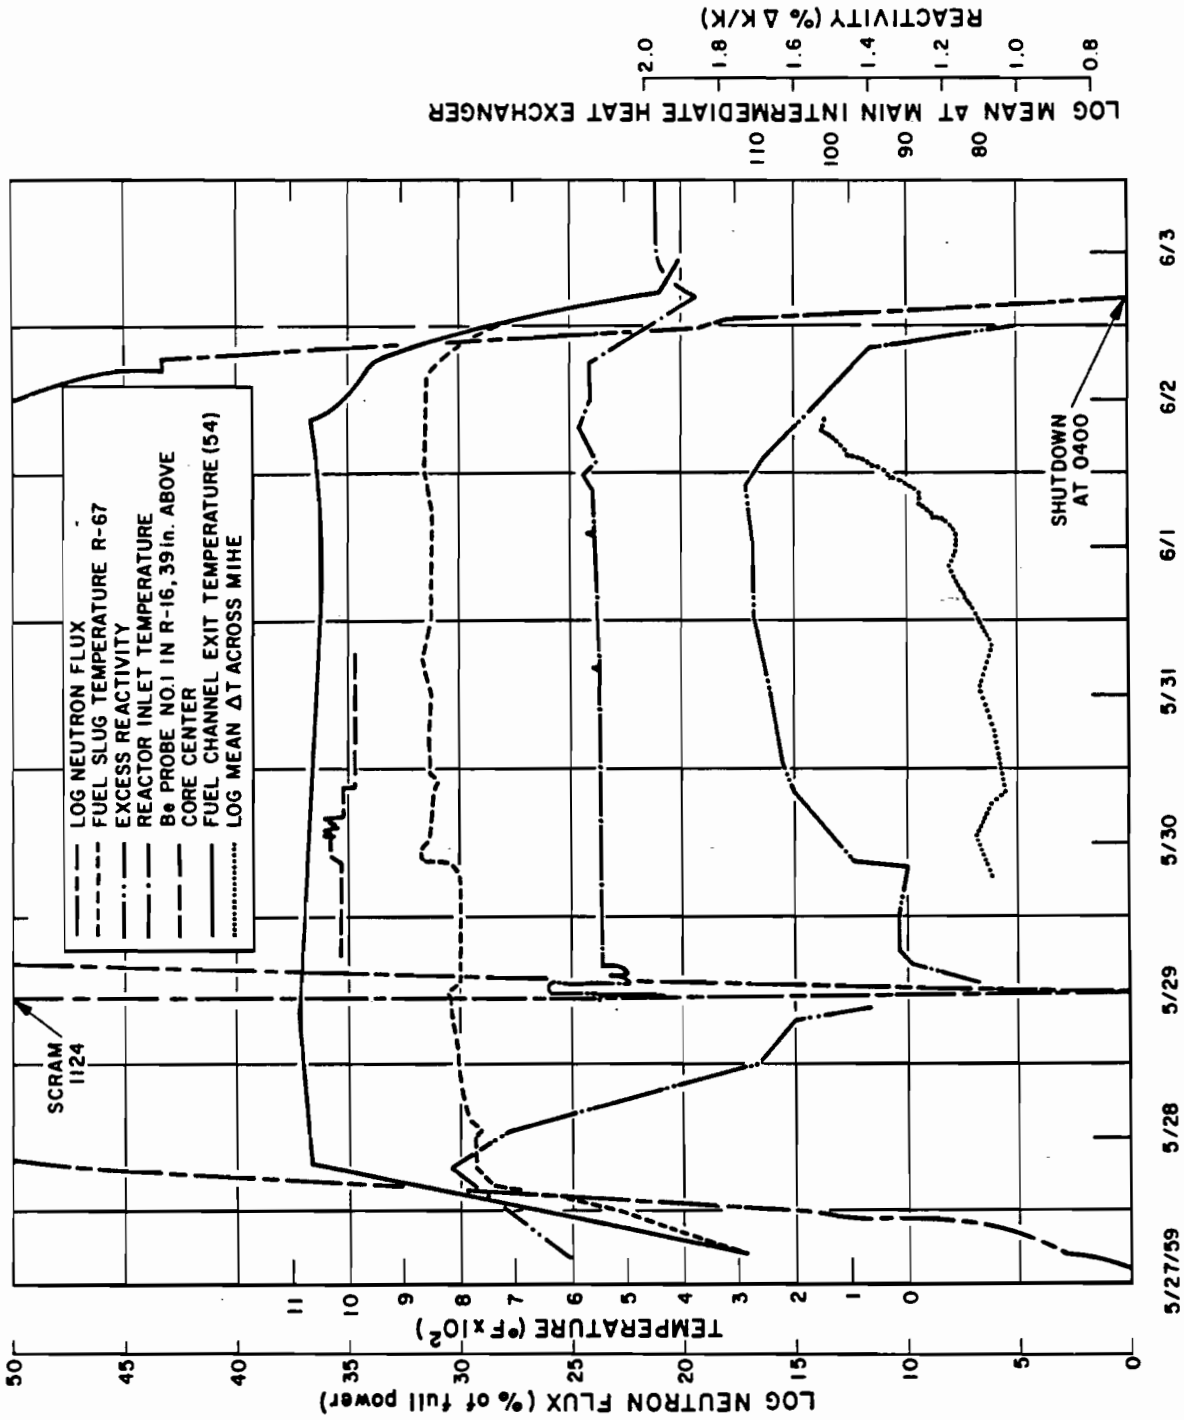 LOG NEUTRON FLUX (% of full power)
50
45
40
35
30
25
20
15
10
5
0
TEMPERATURE (°F x 10²)
11
10
9
8
7
6
5
4
3
2
1
0
SCRAM
1124
LOG NEUTRON FLUX
FUEL SLUG TEMPERATURE R-67
EXCESS REACTIVITY
REACTOR INLET TEMPERATURE
Be PROBE NO.1 IN R-16, 39 in. ABOVE
CORE CENTER
FUEL CHANNEL EXIT TEMPERATURE (54)
LOG MEAN ΔT ACROSS MIHE
SHUTDOWN
AT 0400
5/27/59
5/28
5/29
5/30
5/31
6/1
6/2
6/3
110
100
90
80
LOG MEAN ΔT AT MAIN INTERMEDIATE HEAT EXCHANGER
2.0
1.8
1.6
1.4
1.2
1.0
0.8
REACTIVITY (% Δ K/K)